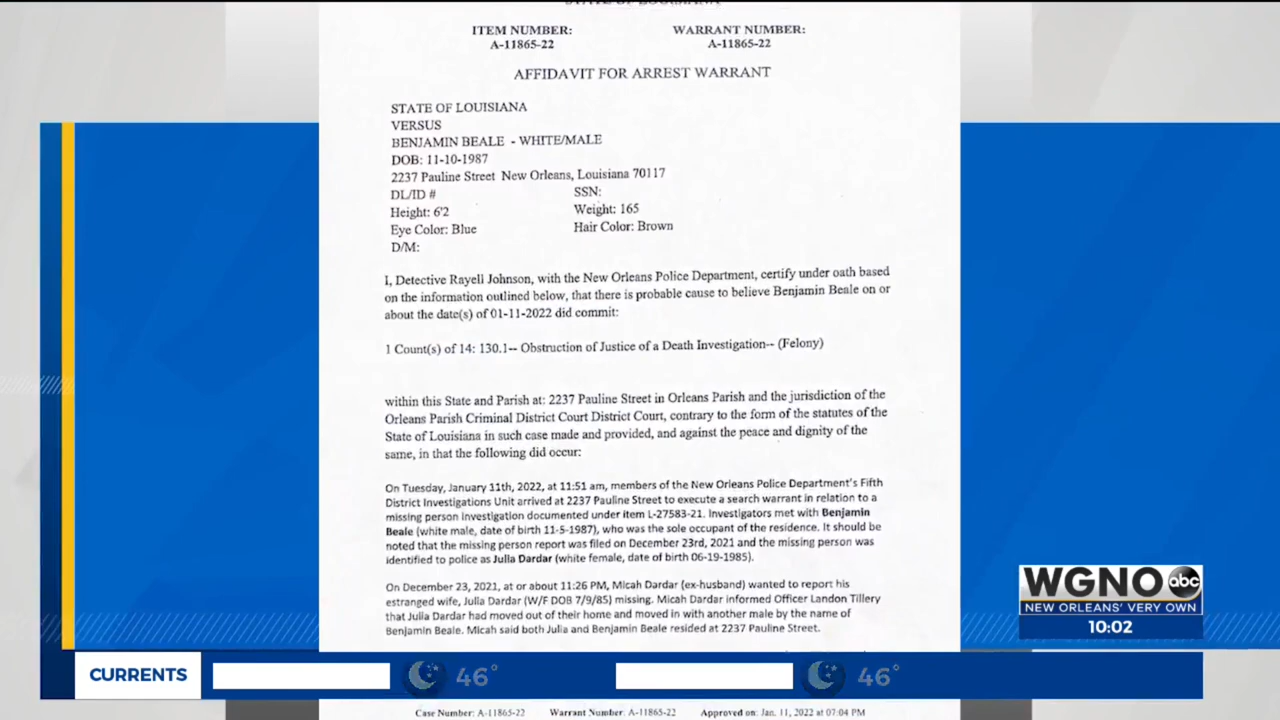 STATE OF LOUISIANA
ITEM NUMBER: WARRANT NUMBER:
A-11865-22 A-11865-22
AFFIDAVIT FOR ARREST WARRANT
STATE OF LOUISIANA
VERSUS
BENJAMIN BEALE - WHITE/MALE
DOB: 11-10-1987
2237 Pauline Street New Orleans, Louisiana 70117
DL/ID # SSN:
Height: 6'2 Weight: 165
Eye Color: Blue Hair Color: Brown
D/M:
I, Detective Rayell Johnson, with the New Orleans Police Department, certify under oath based
on the information outlined below, that there is probable cause to believe Benjamin Beale on or
about the date(s) of 01-11-2022 did commit:
1 Count(s) of 14: 130.1-- Obstruction of Justice of a Death Investigation-- (Felony)
within this State and Parish at: 2237 Pauline Street in Orleans Parish and the jurisdiction of the
Orleans Parish Criminal District Court District Court, contrary to the form of the statutes of the
State of Louisiana in such case made and provided, and against the peace and dignity of the
same, in that the following did occur:
On Tuesday, January 11th, 2022, at 11:51 am, members of the New Orleans Police Department's Fifth
District Investigations Unit arrived at 2237 Pauline Street to execute a search warrant in relation to a
missing person investigation documented under item L-27583-21. Investigators met with Benjamin
Beale (white male, date of birth 11-5-1987), who was the sole occupant of the residence. It should be
noted that the missing person report was filed on December 23rd, 2021 and the missing person was
identified to police as Julia Dardar (white female, date of birth 06-19-1985).
On December 23, 2021, at or about 11:26 PM, Micah Dardar (ex-husband) wanted to report his
estranged wife, Julia Dardar (W/F DOB 7/9/85) missing. Micah Dardar informed Officer Landon Tillery
that Julia Dardar had moved out of their home and moved in with another male by the name of
Benjamin Beale. Micah said both Julia and Benjamin Beale resided at 2237 Pauline Street.
WGNO abc
NEW ORLEANS' VERY OWN
10:02
CURRENTS 46° 46°
Case Number: A-11865-22 Warrant Number: A-11865-22 Approved on: Jan. 11, 2022 at 07:04 PM